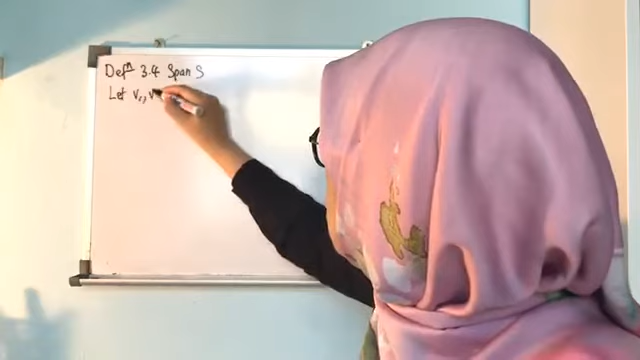 Defⁿ 3.4 Span S
Let v₁, v